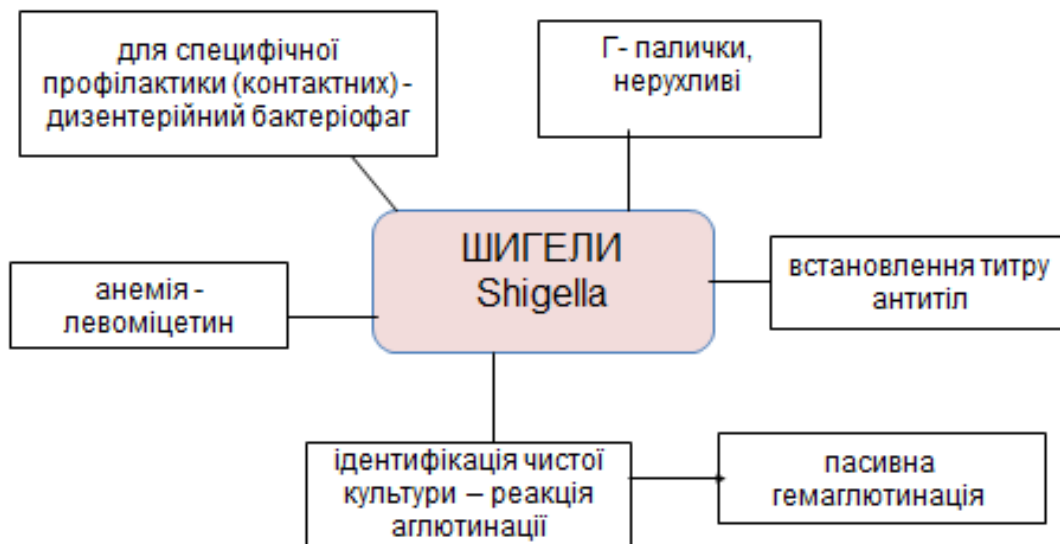 для специфічної
профілактики (контактних) -
дизентерійний бактеріофаг
Г- палички,
нерухливі
ШИГЕЛИ
Shigella
анемія -
левоміцетин
встановлення титру
антитіл
ідентифікація чистої
культури – реакція
аглютинації
пасивна
гемаглютинація